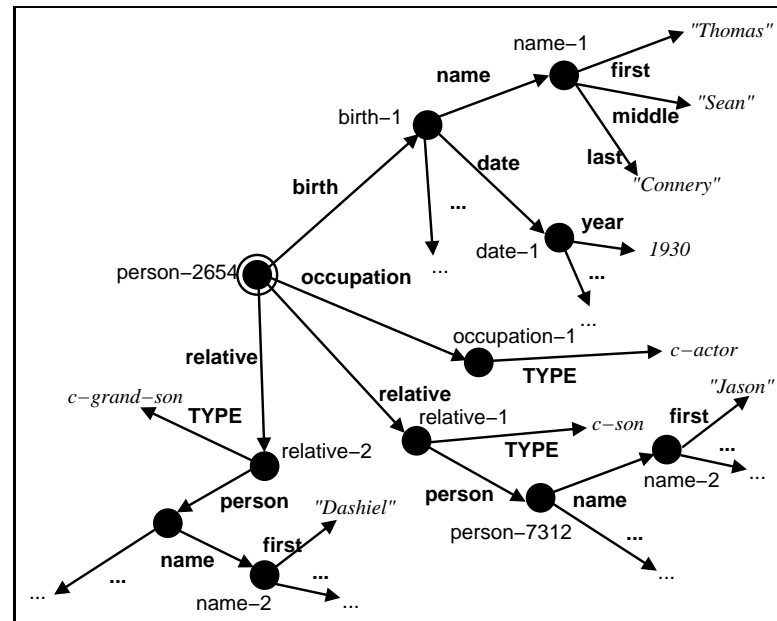 "Thomas"
name−1
name
first
"Sean"
middle
birth−1
last
date
"Connery"
birth
...
year
1930
date−1
person−2654
occupation
...
...
...
occupation−1
c−actor
TYPE
relative
relative
"Jason"
c−grand−son
TYPE
relative−1
first
c−son
TYPE
...
relative−2
...
name−2
person
person
name
"Dashiel"
person−7312
...
first
name
...
...
...
...
...
name−2